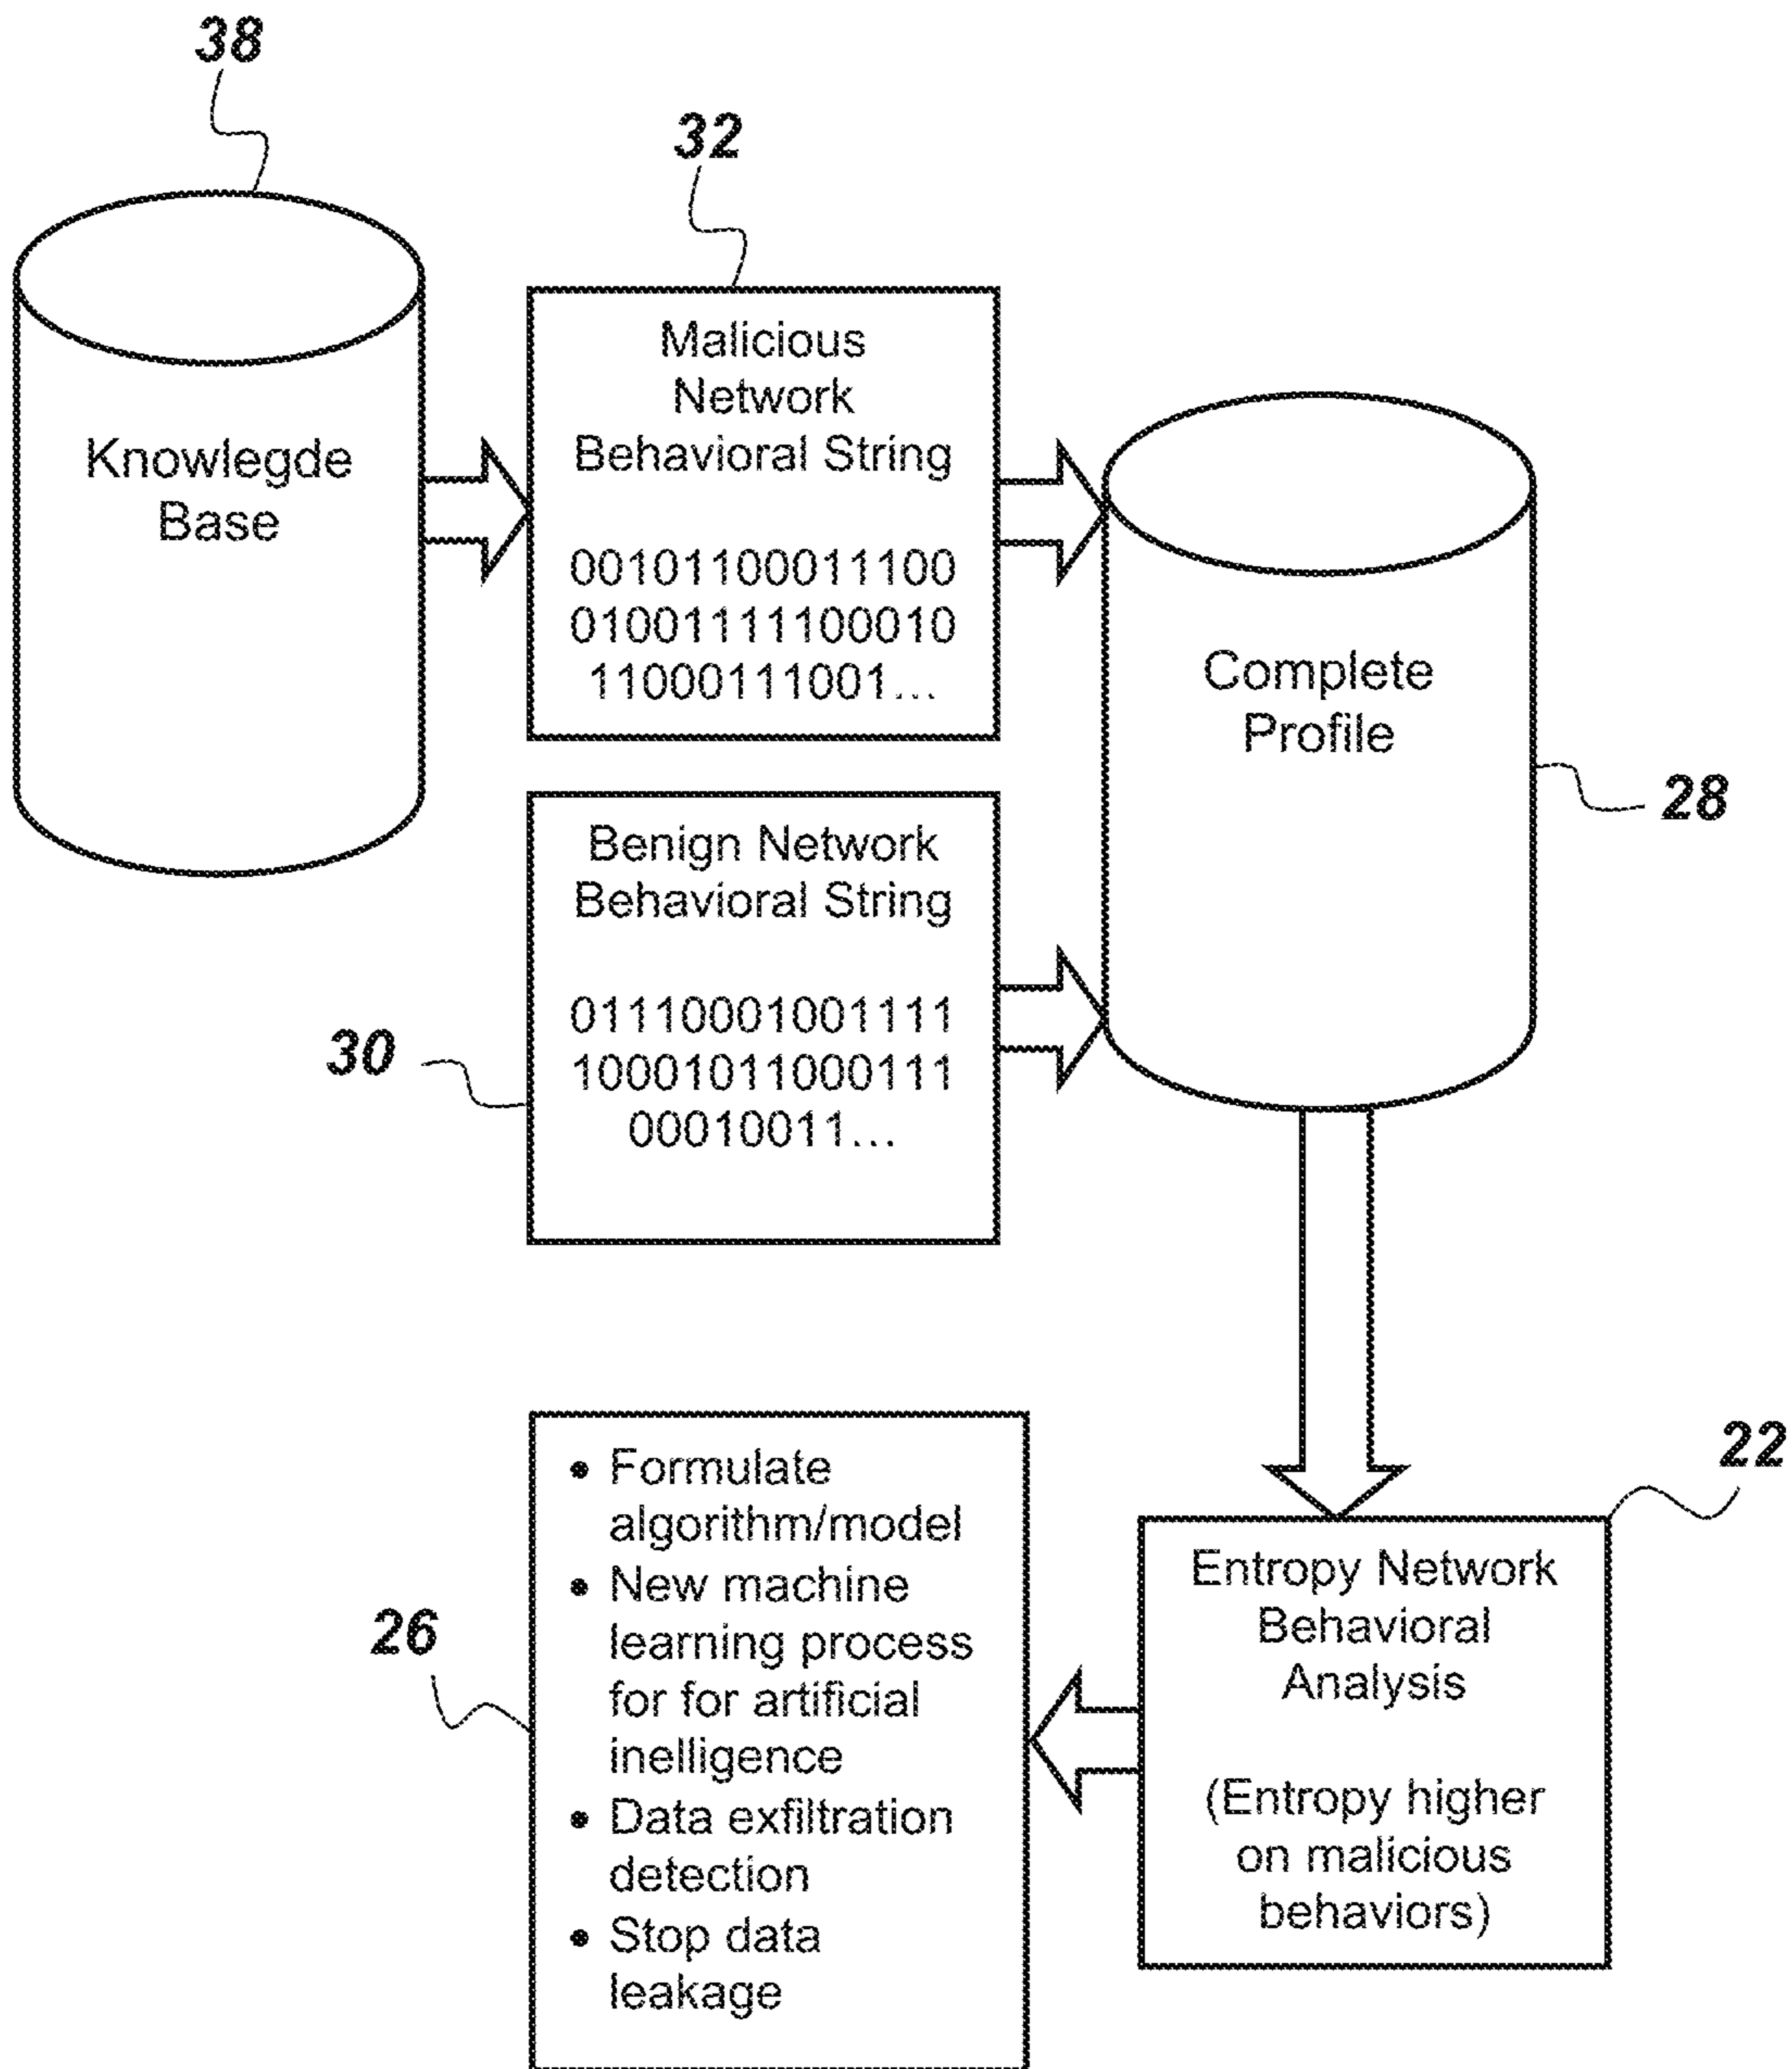 38
32
Knowlegde
Base
Malicious
Network
Behavioral String
00101100011100
01001111100010
11000111001...
Complete
Profile
28
Benign Network
Behavioral String
01110001001111
10001011000111
00010011...
30
22
Entropy Network
Behavioral
Analysis
(Entropy higher
on malicious
behaviors)
26
• Formulate
algorithm/model
• New machine
learning process
for for artificial
inelligence
• Data exfiltration
detection
• Stop data
leakage